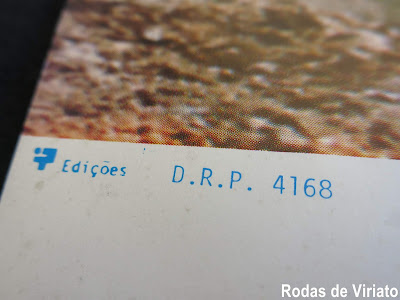 Edições D.R.P. 4168
Rodas de Viriato